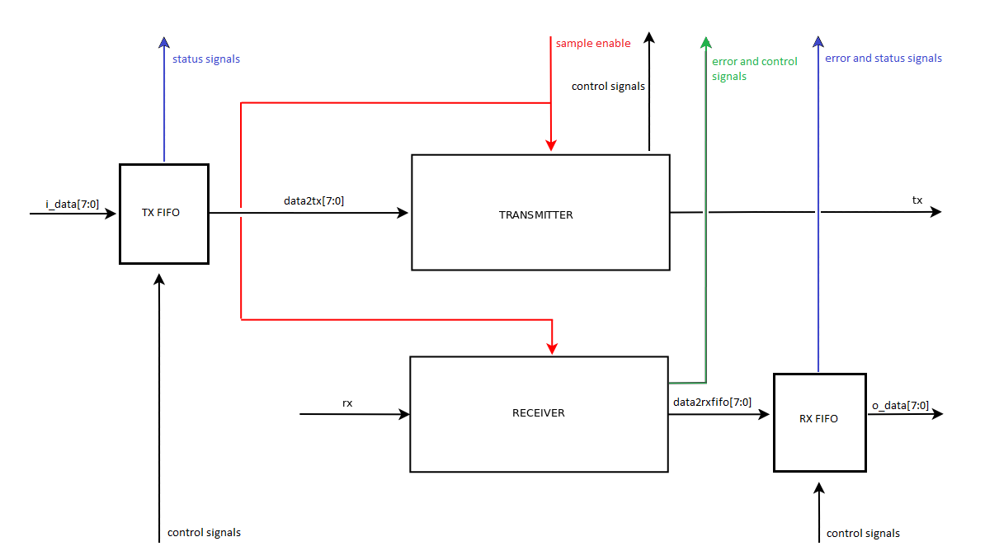 sample enable
status signals
error and control
signals
error and status signals
control signals
i_data[7:0]
data2tx[7:0]
tx
TX FIFO
TRANSMITTER
rx
RECEIVER
data2rxfifo[7:0]
o_data[7:0]
RX FIFO
control signals
control signals